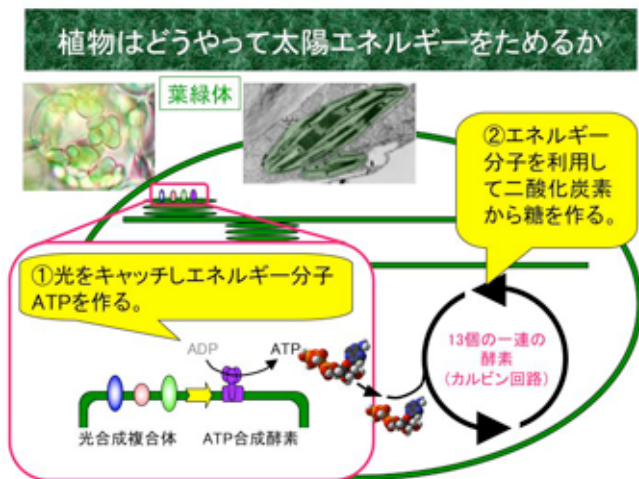 植物はどうやって太陽エネルギーをためるか
葉緑体
②エネルギー
分子を利用し
て二酸化炭素
から糖を作る。
①光をキャッチしエネルギー分子
ATPを作る。
ADP
ATP
13個の一連の
酵素
(カルビン回路)
光合成複合体
ATP合成酵素